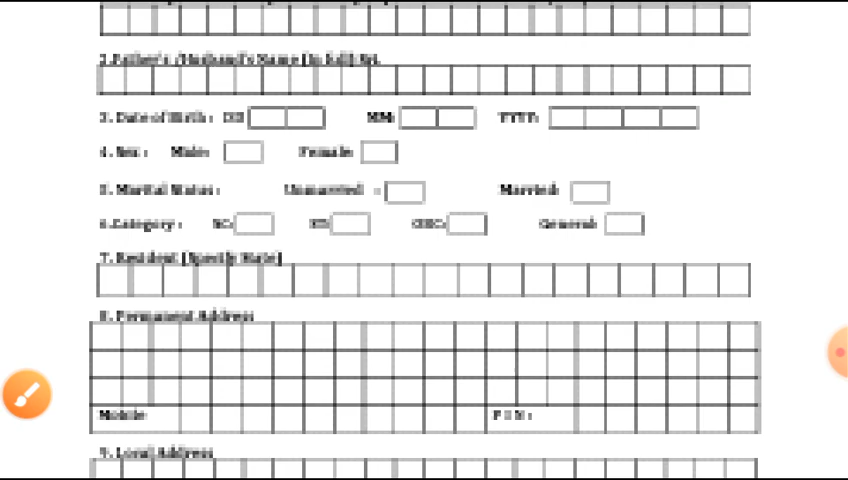 2.Father's /Husband's Name (In full) Sri.
3. Date of Birth : DD MM: YYYY:
4. Sex : Male: Female:
5. Marital Status : Unmarried : Married:
6.Category : SC: ST: OBC: General:
7. Resident (Specify State)
8. Permanent Address
Mobile P I N :
9. Local Address